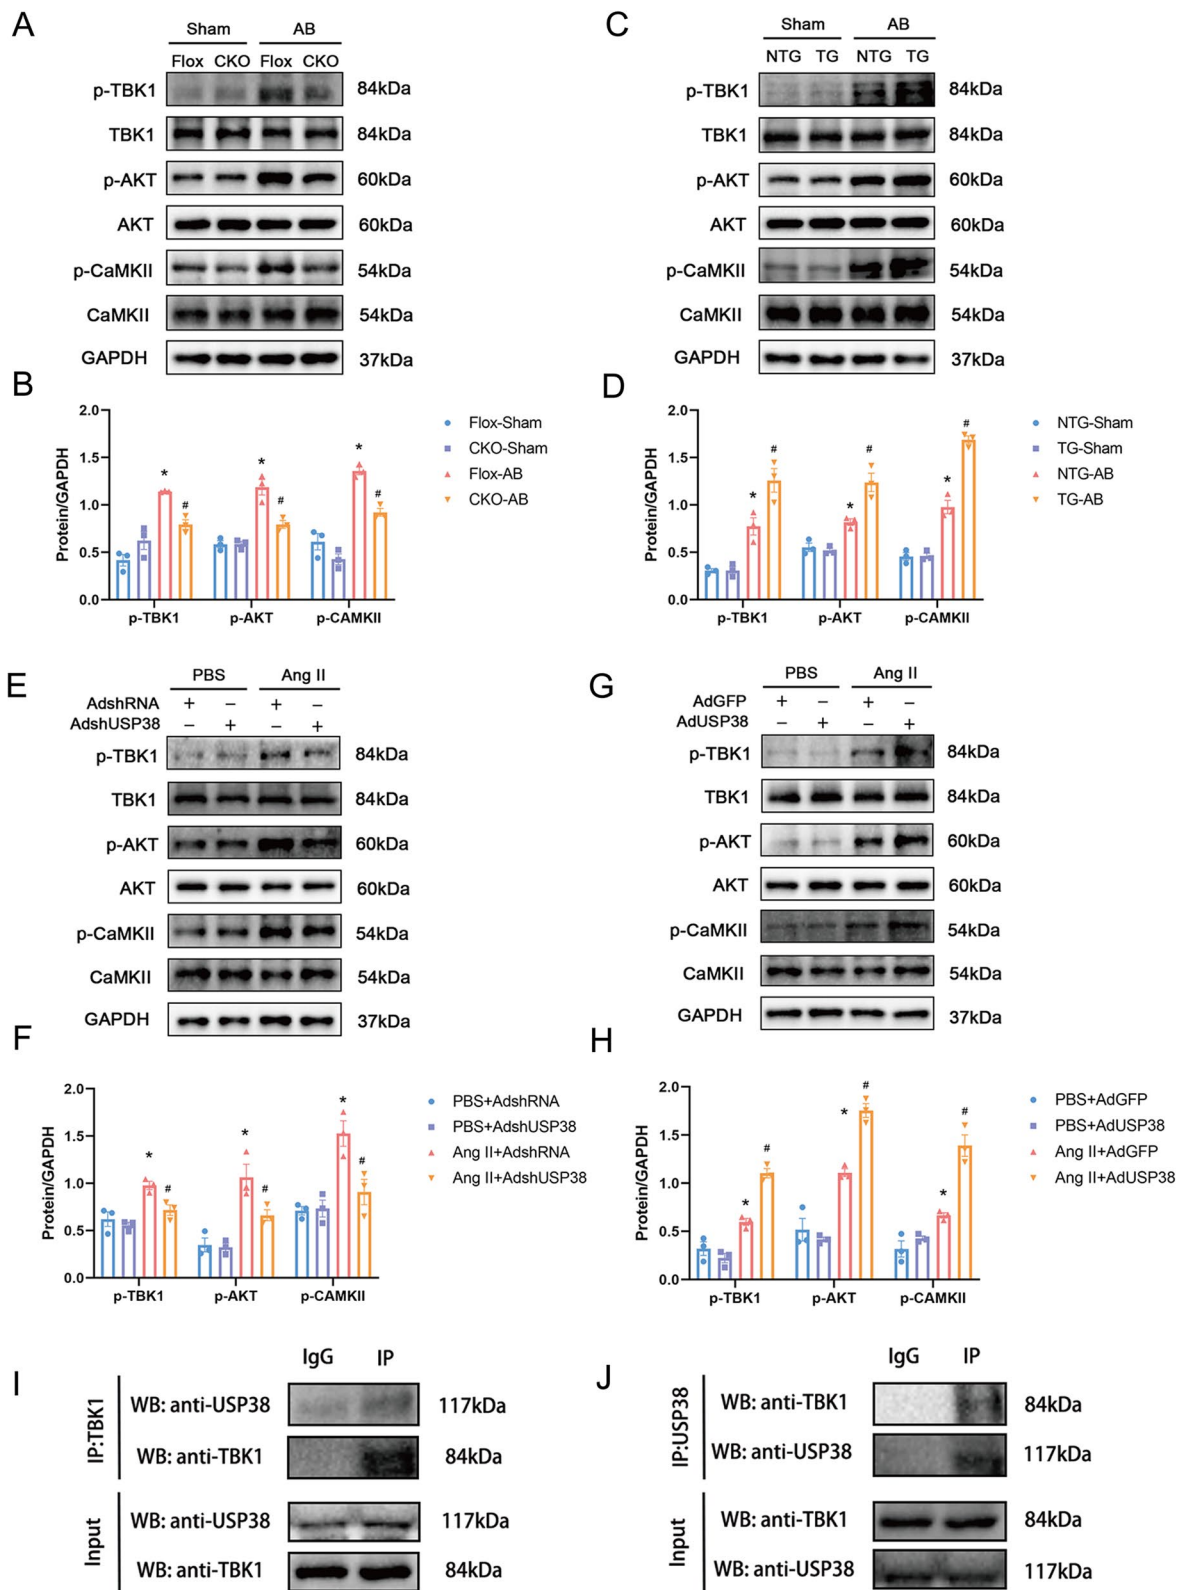 A
Sham AB
Flox CKO Flox CKO
p-TBK1 84kDa
TBK1 84kDa
p-AKT 60kDa
AKT 60kDa
p-CaMKII 54kDa
CaMKII 54kDa
GAPDH 37kDa
C
Sham AB
NTG TG NTG TG
p-TBK1 84kDa
TBK1 84kDa
p-AKT 60kDa
AKT 60kDa
p-CaMKII 54kDa
CaMKII 54kDa
GAPDH 37kDa
B
Protein/GAPDH
2.0
1.5
1.0
0.5
0.0
* # * # * #
p-TBK1 p-AKT p-CAMKII
Flox-Sham
CKO-Sham
Flox-AB
CKO-AB
D
Protein/GAPDH
2.0
1.5
1.0
0.5
0.0
* # * # * #
p-TBK1 p-AKT p-CAMKII
NTG-Sham
TG-Sham
NTG-AB
TG-AB
E
PBS Ang II
AdshRNA + − + −
AdshUSP38 − + − +
p-TBK1 84kDa
TBK1 84kDa
p-AKT 60kDa
AKT 60kDa
p-CaMKII 54kDa
CaMKII 54kDa
GAPDH 37kDa
G
PBS Ang II
AdGFP + − + −
AdUSP38 − + − +
p-TBK1 84kDa
TBK1 84kDa
p-AKT 60kDa
AKT 60kDa
p-CaMKII 54kDa
CaMKII 54kDa
GAPDH 37kDa
F
Protein/GAPDH
2.0
1.5
1.0
0.5
0.0
* # * # * #
p-TBK1 p-AKT p-CAMKII
PBS+AdshRNA
PBS+AdshUSP38
Ang II+AdshRNA
Ang II+AdshUSP38
H
Protein/GAPDH
2.0
1.5
1.0
0.5
0.0
* # * # * #
p-TBK1 p-AKT p-CAMKII
PBS+AdGFP
PBS+AdUSP38
Ang II+AdGFP
Ang II+AdUSP38
I
IgG IP
IP:TBK1
WB: anti-USP38 117kDa
WB: anti-TBK1 84kDa
Input
WB: anti-USP38 117kDa
WB: anti-TBK1 84kDa
J
IgG IP
IP:USP38
WB: anti-TBK1 84kDa
WB: anti-USP38 117kDa
Input
WB: anti-TBK1 84kDa
WB: anti-USP38 117kDa